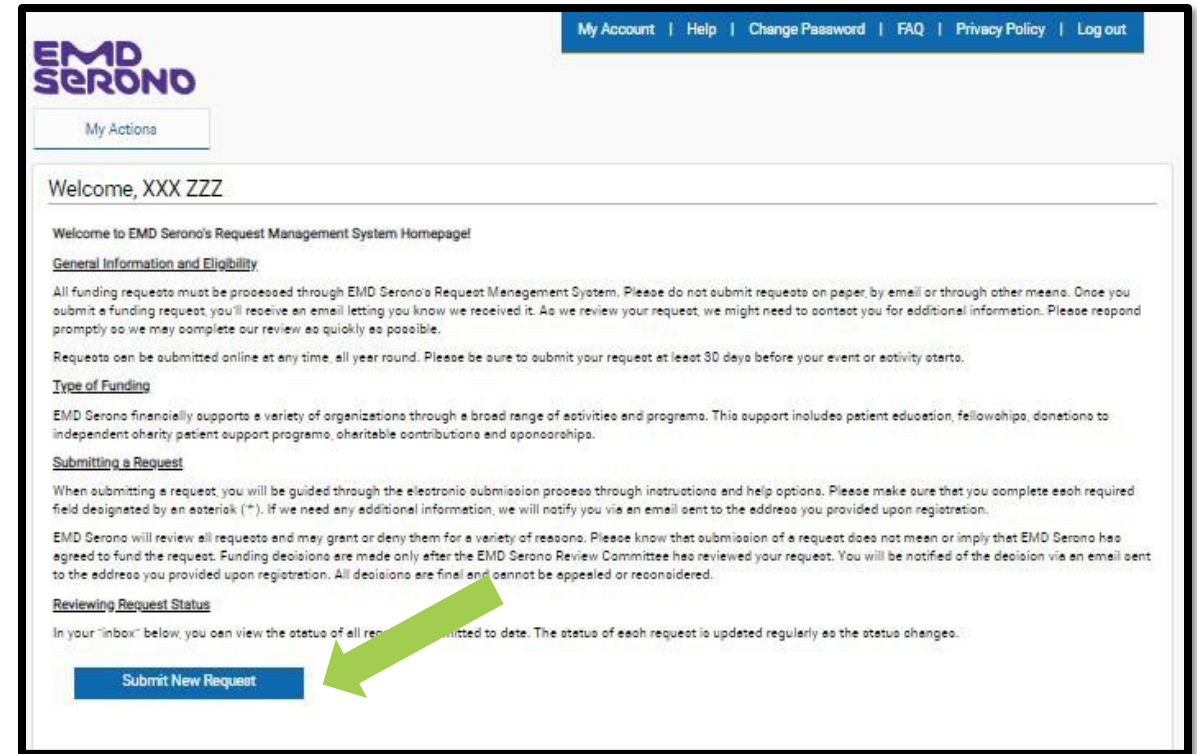 My Account | Help | Change Password | FAQ | Privacy Policy | Log out
EMD
SERONO
My Actions
Welcome, XXX ZZZ
Welcome to EMD Serono's Request Management System Homepage!
General Information and Eligibility
All funding requests must be processed through EMD Serono's Request Management System. Please do not submit requests on paper, by email or through other means. Once you
submit a funding request, you'll receive an email letting you know we received it. As we review your request, we might need to contact you for additional information. Please respond
promptly so we may complete our review as quickly as possible.
Requests can be submitted online at any time, all year round. Please be sure to submit your request at least 30 days before your event or activity starts.
Type of Funding
EMD Serono financially supports a variety of organizations through a broad range of activities and programs. This support includes patient education, fellowships, donations to
independent charity patient support programs, charitable contributions and sponsorships.
Submitting a Request
When submitting a request, you will be guided through the electronic submission process through instructions and help options. Please make sure that you complete each required
field designated by an asterisk (*). If we need any additional information, we will notify you via an email sent to the address you provided upon registration.
EMD Serono will review all requests and may grant or deny them for a variety of reasons. Please know that submission of a request does not mean or imply that EMD Serono has
agreed to fund the request. Funding decisions are made only after the EMD Serono Review Committee has reviewed your request. You will be notified of the decision via an email sent
to the address you provided upon registration. All decisions are final and cannot be appealed or reconsidered.
Reviewing Request Status
In your "inbox" below, you can view the status of all to date. The status of each request is updated regularly as the status changes.
Submit New Request